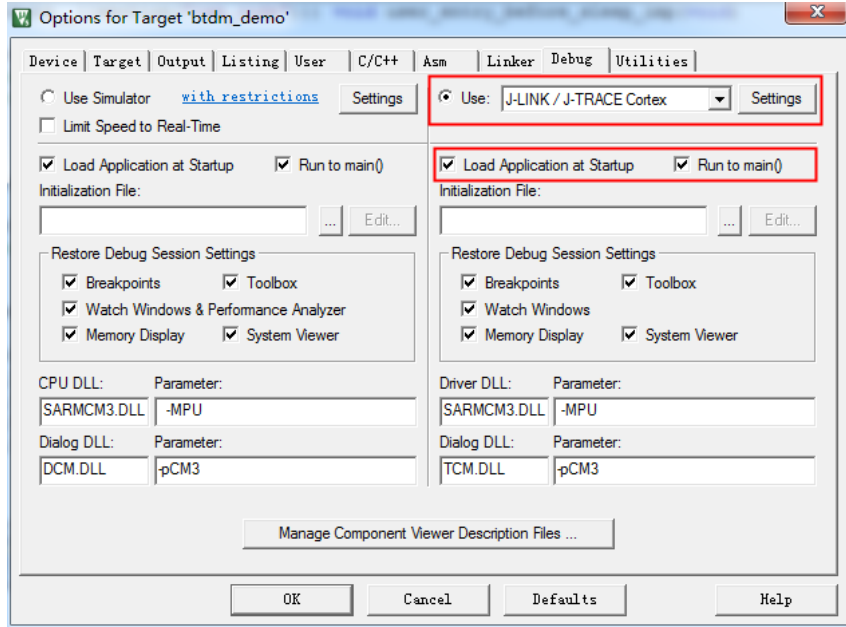 Options for Target 'btdm_demo'
Device Target Output Listing User C/C++ Asm Linker Debug Utilities
Use Simulator with restrictions Settings
Limit Speed to Real-Time
Use: J-LINK / J-TRACE Cortex Settings
Load Application at Startup Run to main()
Initialization File:
... Edit...
Restore Debug Session Settings
Breakpoints Toolbox
Watch Windows & Performance Analyzer
Memory Display System Viewer
CPU DLL: Parameter:
SARMCM3.DLL -MPU
Dialog DLL: Parameter:
DCM.DLL -pCM3
Load Application at Startup Run to main()
Initialization File:
... Edit...
Restore Debug Session Settings
Breakpoints Toolbox
Watch Windows
Memory Display System Viewer
Driver DLL: Parameter:
SARMCM3.DLL -MPU
Dialog DLL: Parameter:
TCM.DLL -pCM3
Manage Component Viewer Description Files ...
OK Cancel Defaults Help